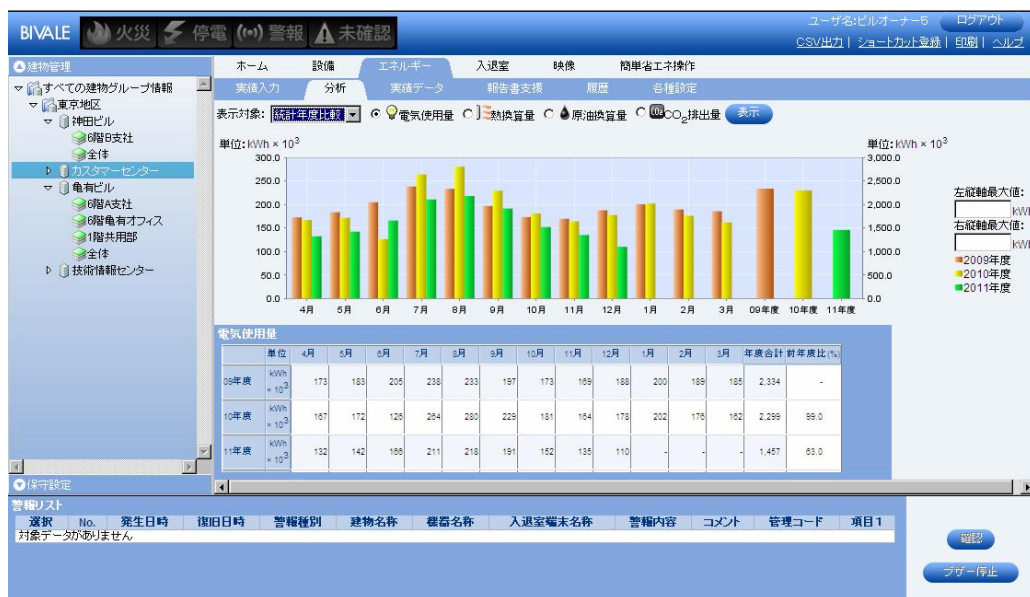 BIVALE 火災 停電 警報 未確認 ユーザ名:ビルオーナー5 ログアウト
CSV出力 | ショートカット登録 | 印刷 | ヘルプ
建物管理
すべての建物グループ情報
東京地区
神田ビル
6階B支社
全体
カスタマーセンター
亀有ビル
6階A支社
6階亀有オフィス
1階共用部
全体
技術情報センター
保守設定
ホーム 設備 エネルギー 入退室 映像 簡単省エネ操作
実績入力 分析 実績データ 報告書支援 履歴 各種設定
表示対象: 統計年度比較 電気使用量 熱換算量 原油換算量 CO₂排出量 表示
単位:kWh × 10³ 単位:kWh × 10³
300.0 3,000.0
250.0 2,500.0
200.0 2,000.0
150.0 1,500.0
100.0 1,000.0
50.0 500.0
0.0 0.0
4月 5月 6月 7月 8月 9月 10月 11月 12月 1月 2月 3月 09年度 10年度 11年度
左縦軸最大値:
kWh
右縦軸最大値:
kWh
2009年度
2010年度
2011年度
電気使用量
単位 4月 5月 6月 7月 8月 9月 10月 11月 12月 1月 2月 3月 年度合計 前年度比(%)
09年度 kWh × 10³ 173 183 205 238 233 197 173 169 188 200 189 185 2,334 -
10年度 kWh × 10³ 167 172 126 264 280 229 181 164 178 202 176 162 2,299 99.0
11年度 kWh × 10³ 132 142 166 211 218 191 152 135 110 - - - 1,457 63.0
警報リスト
選択 No. 発生日時 復旧日時 警報種別 建物名称 機器名称 入退室端末名称 警報内容 コメント 管理コード 項目1
対象データがありません
確認
ブザー停止